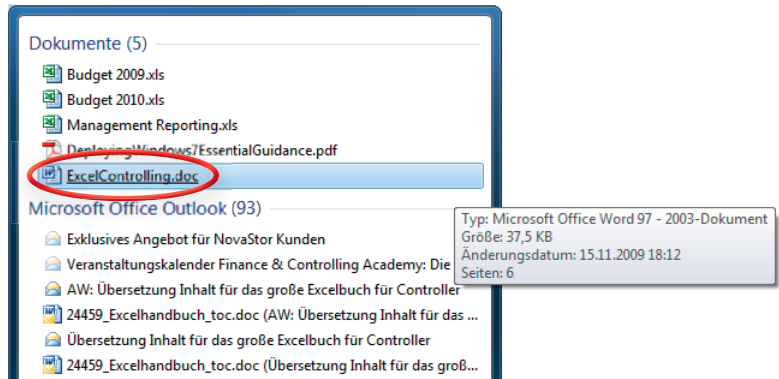 Dokumente (5)
Budget 2009.xls
Budget 2010.xls
Management Reporting.xls
DeployingWindows7EssentialGuidance.pdf
ExcelControlling.doc
Microsoft Office Outlook (93)
Typ: Microsoft Office Word 97 - 2003-Dokument
Größe: 37,5 KB
Änderungsdatum: 15.11.2009 18:12
Seiten: 6
Exklusives Angebot für NovaStor Kunden
Veranstaltungskalender Finance & Controlling Academy: Die
AW: Übersetzung Inhalt für das große Excelbuch für Controller
24459_Excelhandbuch_toc.doc (AW: Übersetzung Inhalt für das ...
Übersetzung Inhalt für das große Excelbuch für Controller
24459_Excelhandbuch_toc.doc (Übersetzung Inhalt für das groß...